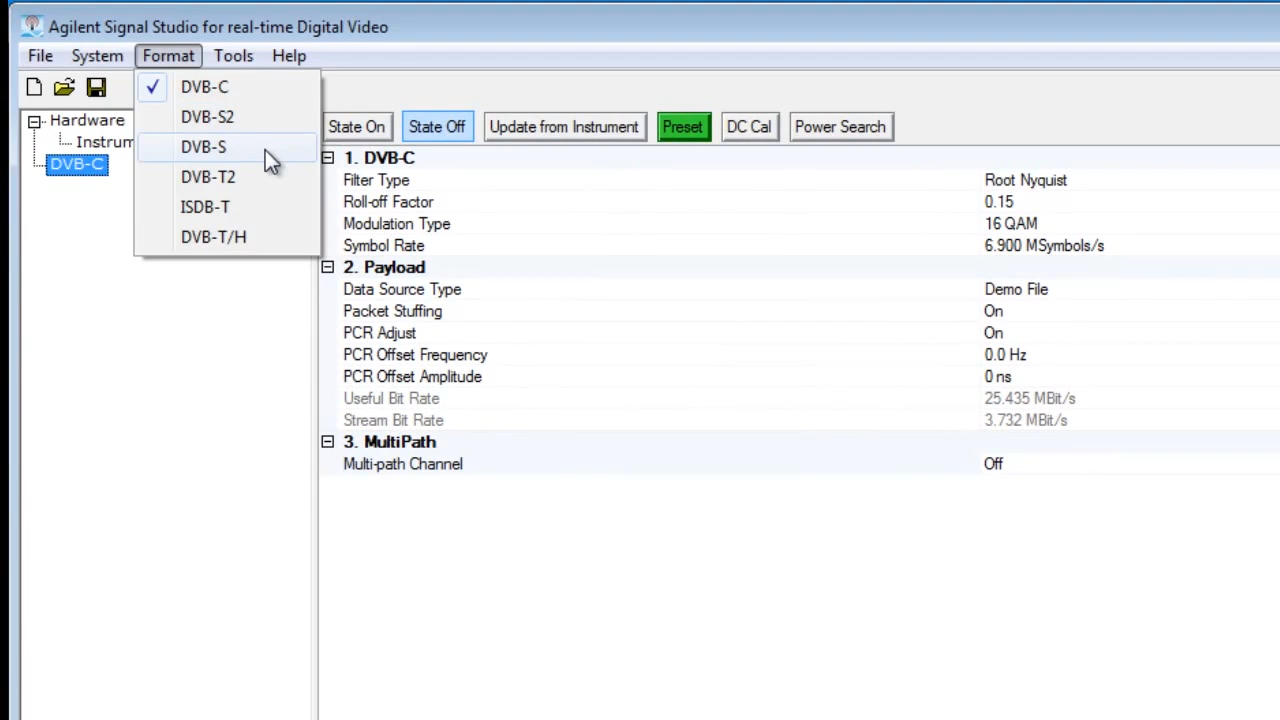 Agilent Signal Studio for real-time Digital Video
File System Format Tools Help
DVB-C
DVB-S2
DVB-S
DVB-T2
ISDB-T
DVB-T/H
Hardware
Instrum
DVB-C
State On State Off Update from Instrument Preset DC Cal Power Search
1. DVB-C
Filter Type Root Nyquist
Roll-off Factor 0.15
Modulation Type 16 QAM
Symbol Rate 6.900 MSymbols/s
2. Payload
Data Source Type Demo File
Packet Stuffing On
PCR Adjust On
PCR Offset Frequency 0.0 Hz
PCR Offset Amplitude 0 ns
Useful Bit Rate 25.435 MBit/s
Stream Bit Rate 3.732 MBit/s
3. MultiPath
Multi-path Channel Off